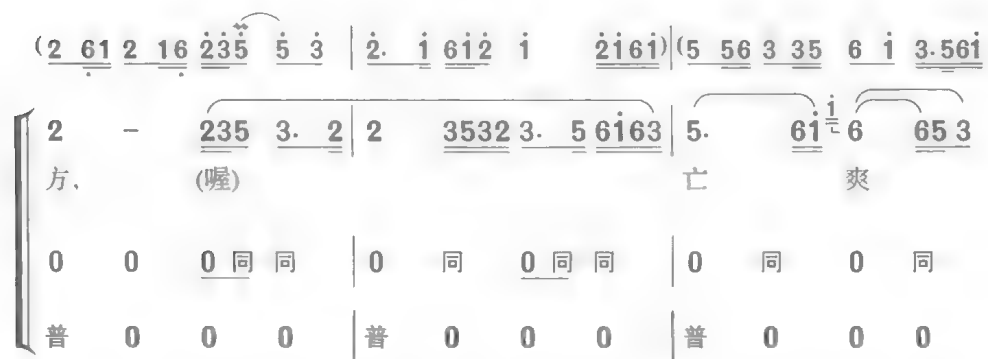 (2 61 2 16 235 5 3 | 2. 1 612 1 2161) | (5 56 3 35 6 1 3.561
2 - 235 3. 2 | 2 3532 3. 5 6163 | 5. 61 1 6 65 3
方、 (喔) 亡 爽
0 0 0 同 同 | 0 同 0 同 同 | 0 同 0 同
普 0 0 0 | 普 0 0 0 | 普 0 0 0